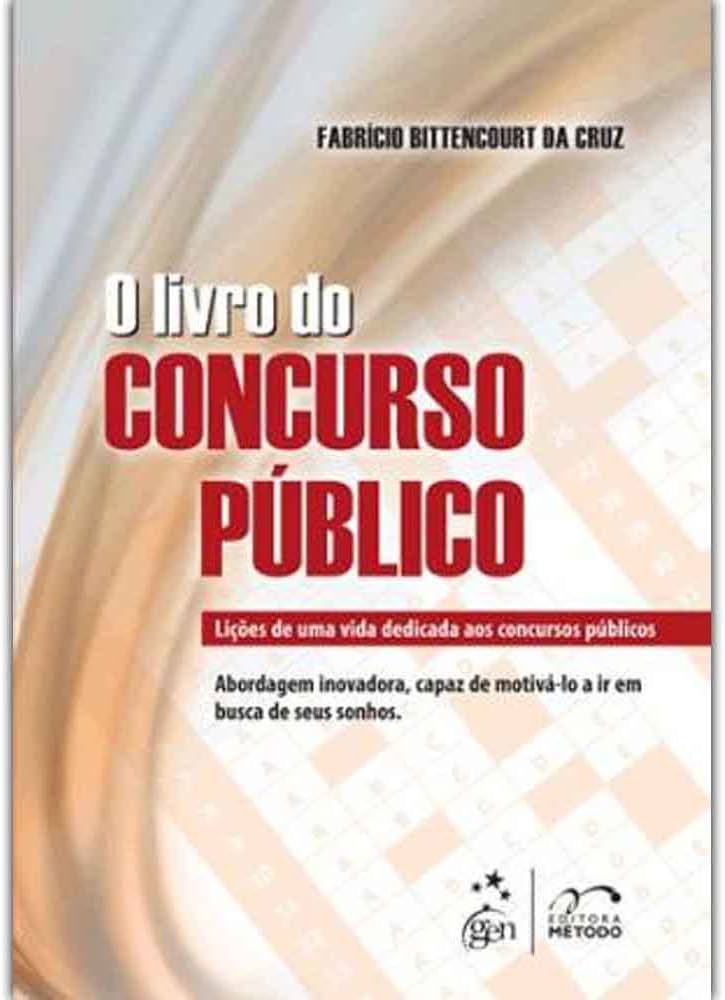 FABRÍCIO BITTENCOURT DA CRUZ
O livro do
CONCURSO
PÚBLICO
Lições de uma vida dedicada aos concursos públicos
Abordagem inovadora, capaz de motivá-lo a ir em
busca de seus sonhos.
gen
EDITORA
MÉTODO